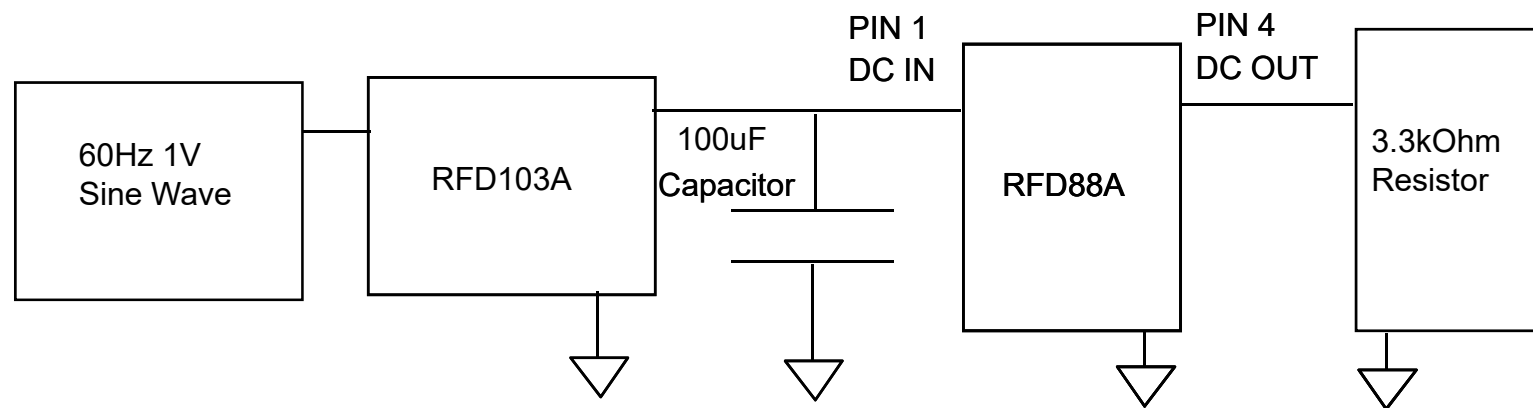 60Hz 1V
Sine Wave
RFD103A
100uF
Capacitor
PIN 1
DC IN
RFD88A
PIN 4
DC OUT
3.3kOhm
Resistor